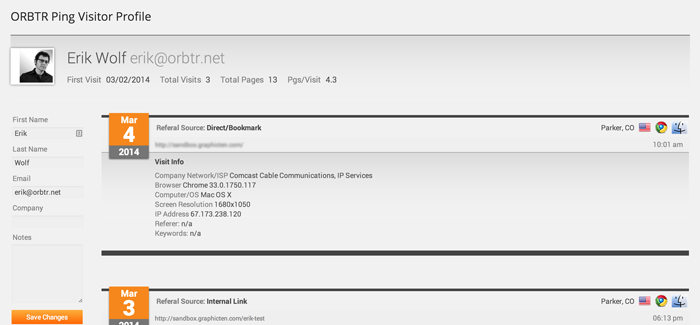 ORBTR Ping Visitor Profile
Erik Wolf erik@orbtr.net
First Visit 03/02/2014 Total Visits 3 Total Pages 13 Pgs/Visit 4.3
First Name
Erik
Last Name
Wolf
Email
erik@orbtr.net
Company
Notes
Save Changes
Mar
4
2014
Referal Source: Direct/Bookmark
Parker, CO
http://sandbox.graphicten.com/
10:01 am
Visit Info
Company Network/ISP Comcast Cable Communications, IP Services
Browser Chrome 33.0.1750.117
Computer/OS Mac OS X
Screen Resolution 1680x1050
IP Address 67.173.238.120
Referer: n/a
Keywords: n/a
Mar
3
2014
Referal Source: Internal Link
Parker, CO
http://sandbox.graphicten.com/erik-test
06:13 pm